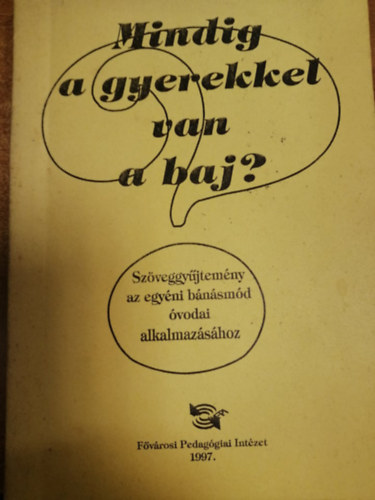 Mindig
a gyerekkel
van
a baj?
Szöveggyűjtemény
az egyéni bánásmód
óvodai
alkalmazásához
Fővárosi Pedagógiai Intézet
1997.